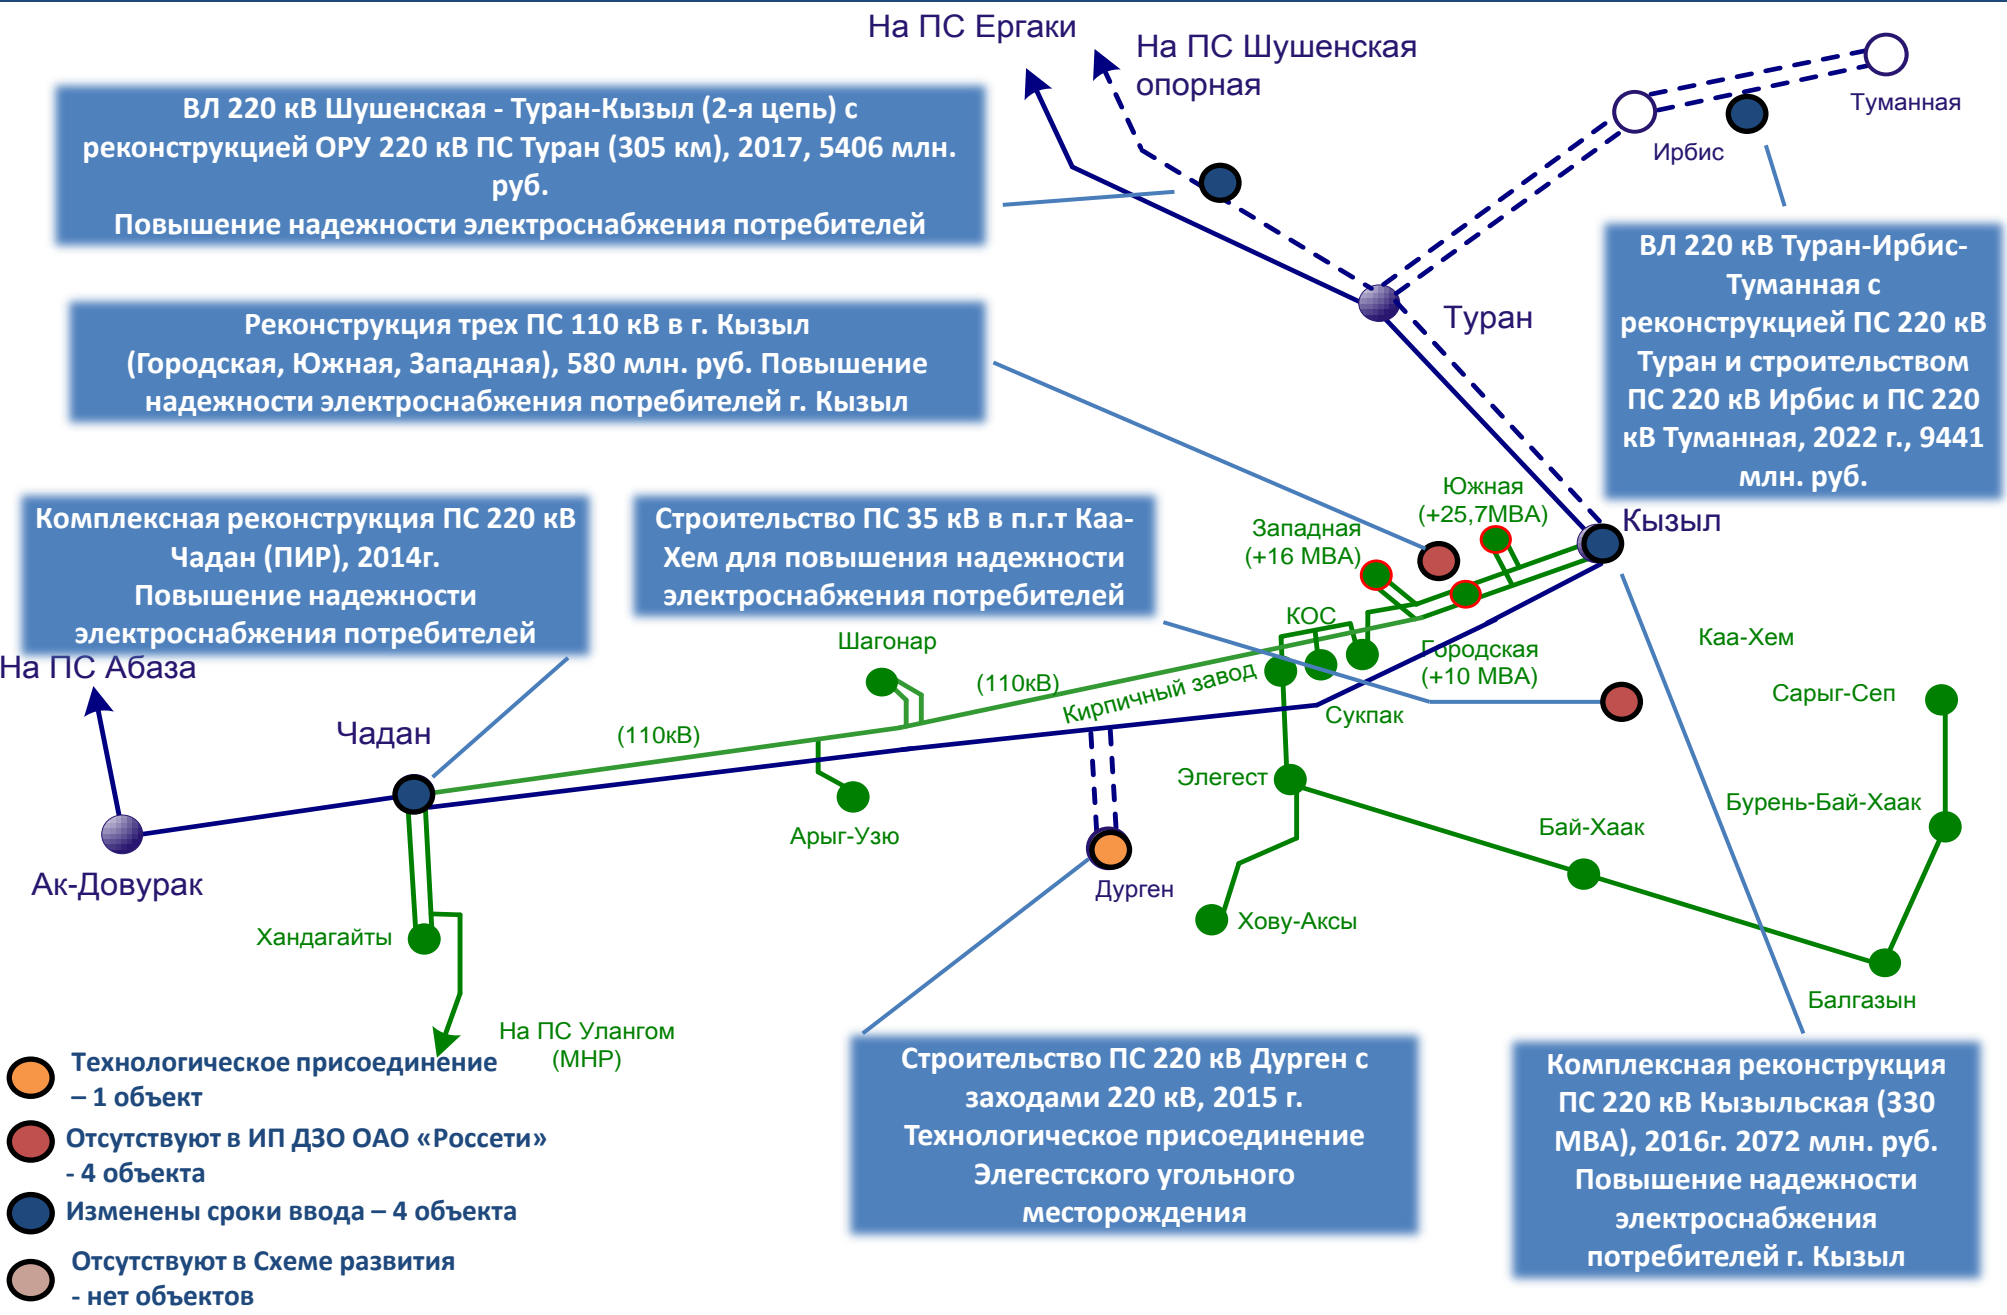 На ПС Ергаки
На ПС Шушенская
опорная
Туманная
Ирбис
ВЛ 220 кВ Шушенская - Туран-Кызыл (2-я цепь) с
реконструкцией ОРУ 220 кВ ПС Туран (305 км), 2017, 5406 млн.
руб.
Повышение надежности электроснабжения потребителей
ВЛ 220 кВ Туран-Ирбис-
Туманная с
реконструкцией ПС 220 кВ
Туран и строительством
ПС 220 кВ Ирбис и ПС 220
кВ Туманная, 2022 г., 9441
млн. руб.
Туран
Реконструкция трех ПС 110 кВ в г. Кызыл
(Городская, Южная, Западная), 580 млн. руб. Повышение
надежности электроснабжения потребителей г. Кызыл
Комплексная реконструкция ПС 220 кВ
Чадан (ПИР), 2014г.
Повышение надежности
электроснабжения потребителей
Строительство ПС 35 кВ в п.г.т Каа-
Хем для повышения надежности
электроснабжения потребителей
Южная
(+25,7МВА)
Западная
(+16 МВА)
Кызыл
КОС
Городская
(+10 МВА)
Каа-Хем
Шагонар
На ПС Абаза
(110кВ)
Кирпичный завод
Сукпак
Сарыг-Сеп
Чадан
(110кВ)
Элегест
Бурень-Бай-Хаак
Бай-Хаак
Арыг-Узю
Ак-Довурак
Дурген
Хову-Аксы
Хандагайты
Балгазын
На ПС Улангом
(МНР)
Строительство ПС 220 кВ Дурген с
заходами 220 кВ, 2015 г.
Технологическое присоединение
Элегестского угольного
месторождения
Комплексная реконструкция
ПС 220 кВ Кызыльская (330
МВА), 2016г. 2072 млн. руб.
Повышение надежности
электроснабжения
потребителей г. Кызыл
Технологическое присоединение
– 1 объект
Отсутствуют в ИП ДЗО ОАО «Россети»
- 4 объекта
Изменены сроки ввода – 4 объекта
Отсутствуют в Схеме развития
- нет объектов